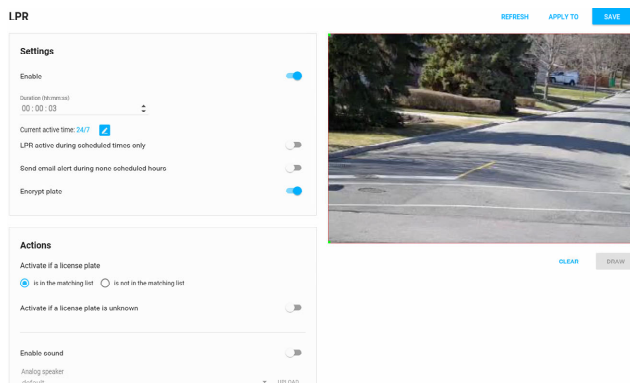 LPR
REFRESH
APPLY TO
SAVE
Settings
Enable
Duration (hh:mm:ss)
00 : 00 : 03
Current active time: 24/7
LPR active during scheduled times only
Send email alert during none scheduled hours
Encrypt plate
CLEAR
DRAW
Actions
Activate if a license plate
is in the matching list
is not in the matching list
Activate if a license plate is unknown
Enable sound
Analog speaker
default
UPLOAD